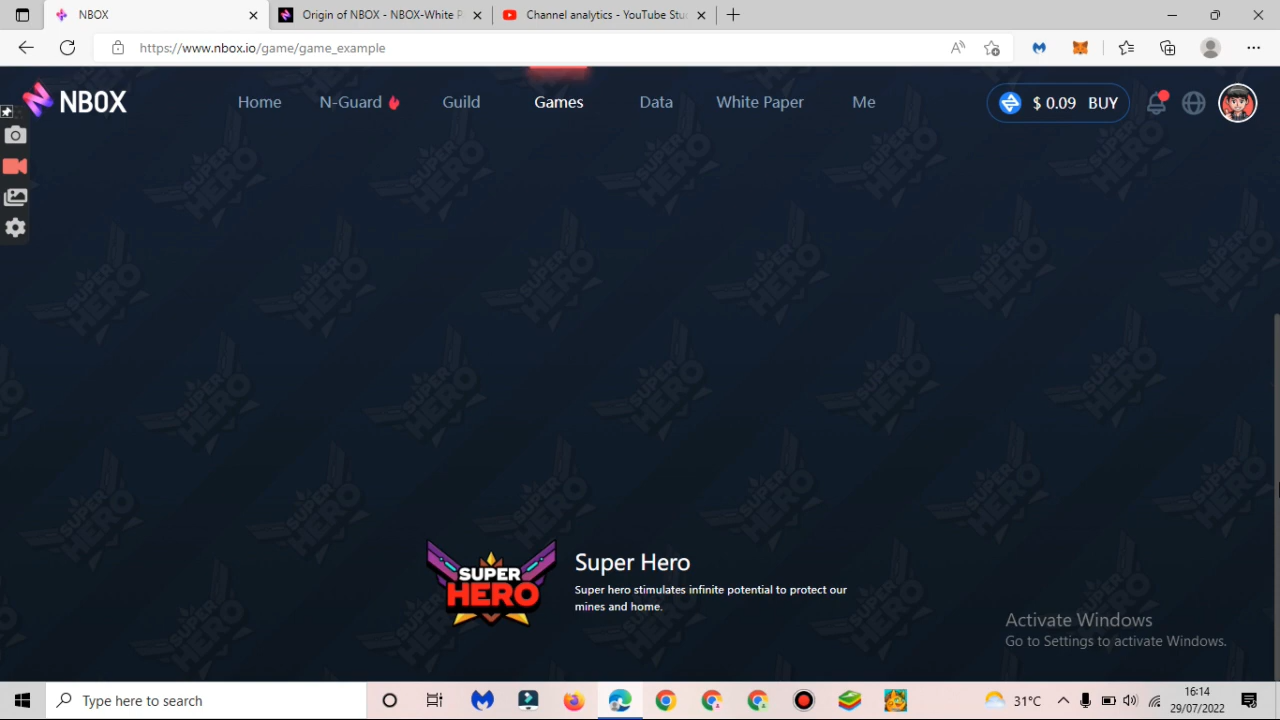 NBOX
Origin of NBOX - NBOX-White P
Channel analytics - YouTube Stu
https://www.nbox.io/game/game_example
NBOX
Home
N-Guard
Guild
Games
Data
White Paper
Me
$ 0.09 BUY
SUPER
HERO
Super Hero
Super hero stimulates infinite potential to protect our
mines and home.
Activate Windows
Go to Settings to activate Windows.
Type here to search
31°C
16:14
29/07/2022